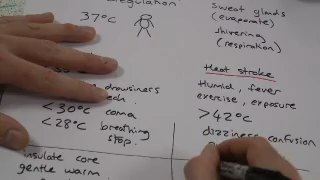 37°C
sweat glands
(evaporate)
shivering
(respiration)
Heat stroke
Humid, fever
exercise, exposure
>42°C
dizziness confusion
drowsiness
<30°C coma
<28°C breathing
stop.
insulate core
gentle warm